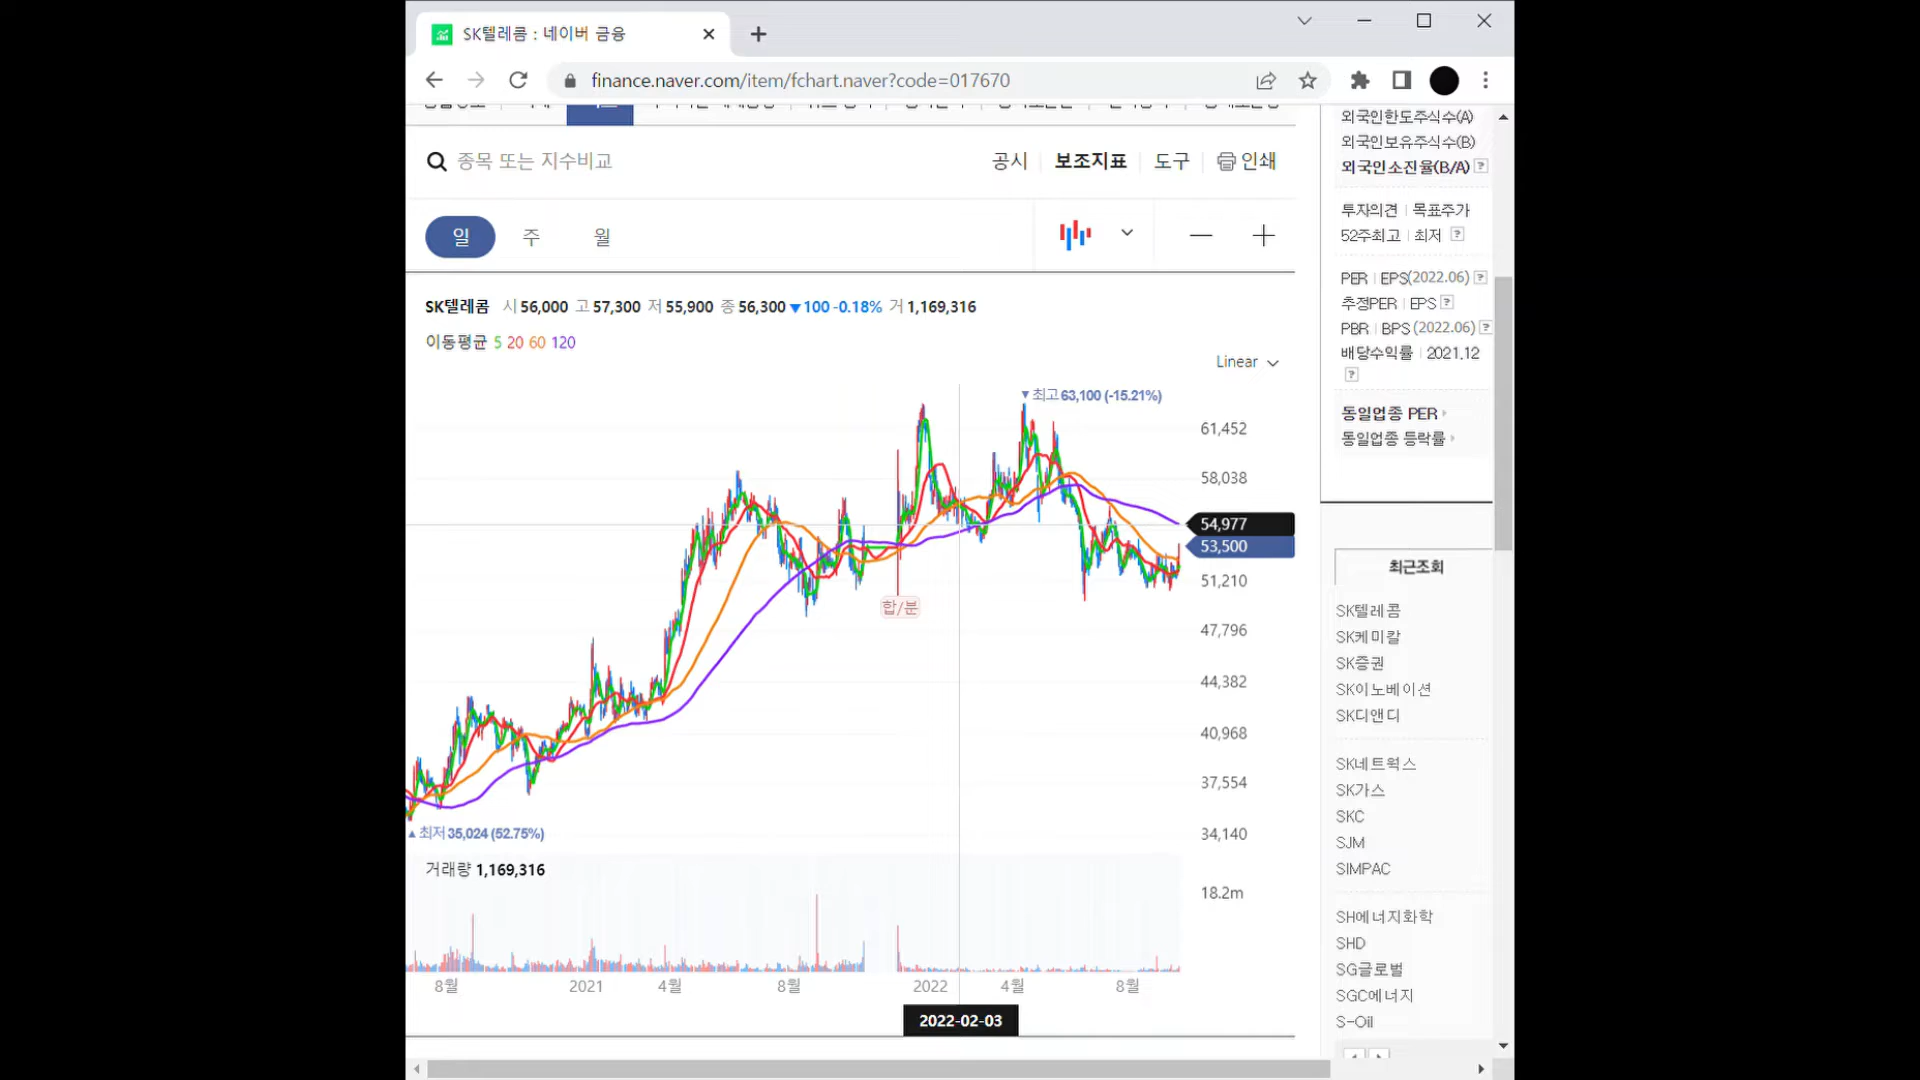 SK텔레콤 : 네이버 금융
finance.naver.com/item/fchart.naver?code=017670
종목 또는 지수비교
공시 보조지표 도구 인쇄
일 주 월
SK텔레콤 시 56,000 고 57,300 저 55,900 종 56,300 ▼100 -0.18% 거 1,169,316
이동평균 5 20 60 120
Linear
▼최고 63,100 (-15.21%)
61,452
58,038
54,977
53,500
51,210
합/분
47,796
44,382
40,968
37,554
34,140
▲최저 35,024 (52.75%)
거래량 1,169,316
18.2m
8월 2021 4월 8월 2022 4월 8월
2022-02-03
외국인한도주식수(A)
외국인보유주식수(B)
외국인소진율(B/A) ?
투자의견 | 목표주가
52주최고 | 최저 ?
PER | EPS(2022.06) ?
추정PER | EPS ?
PBR | BPS (2022.06) ?
배당수익률 | 2021.12
?
동일업종 PER
동일업종 등락률
최근조회
SK텔레콤
SK케미칼
SK증권
SK이노베이션
SK디앤디
SK네트웍스
SK가스
SKC
SJM
SIMPAC
SH에너지화학
SHD
SG글로벌
SGC에너지
S-Oil